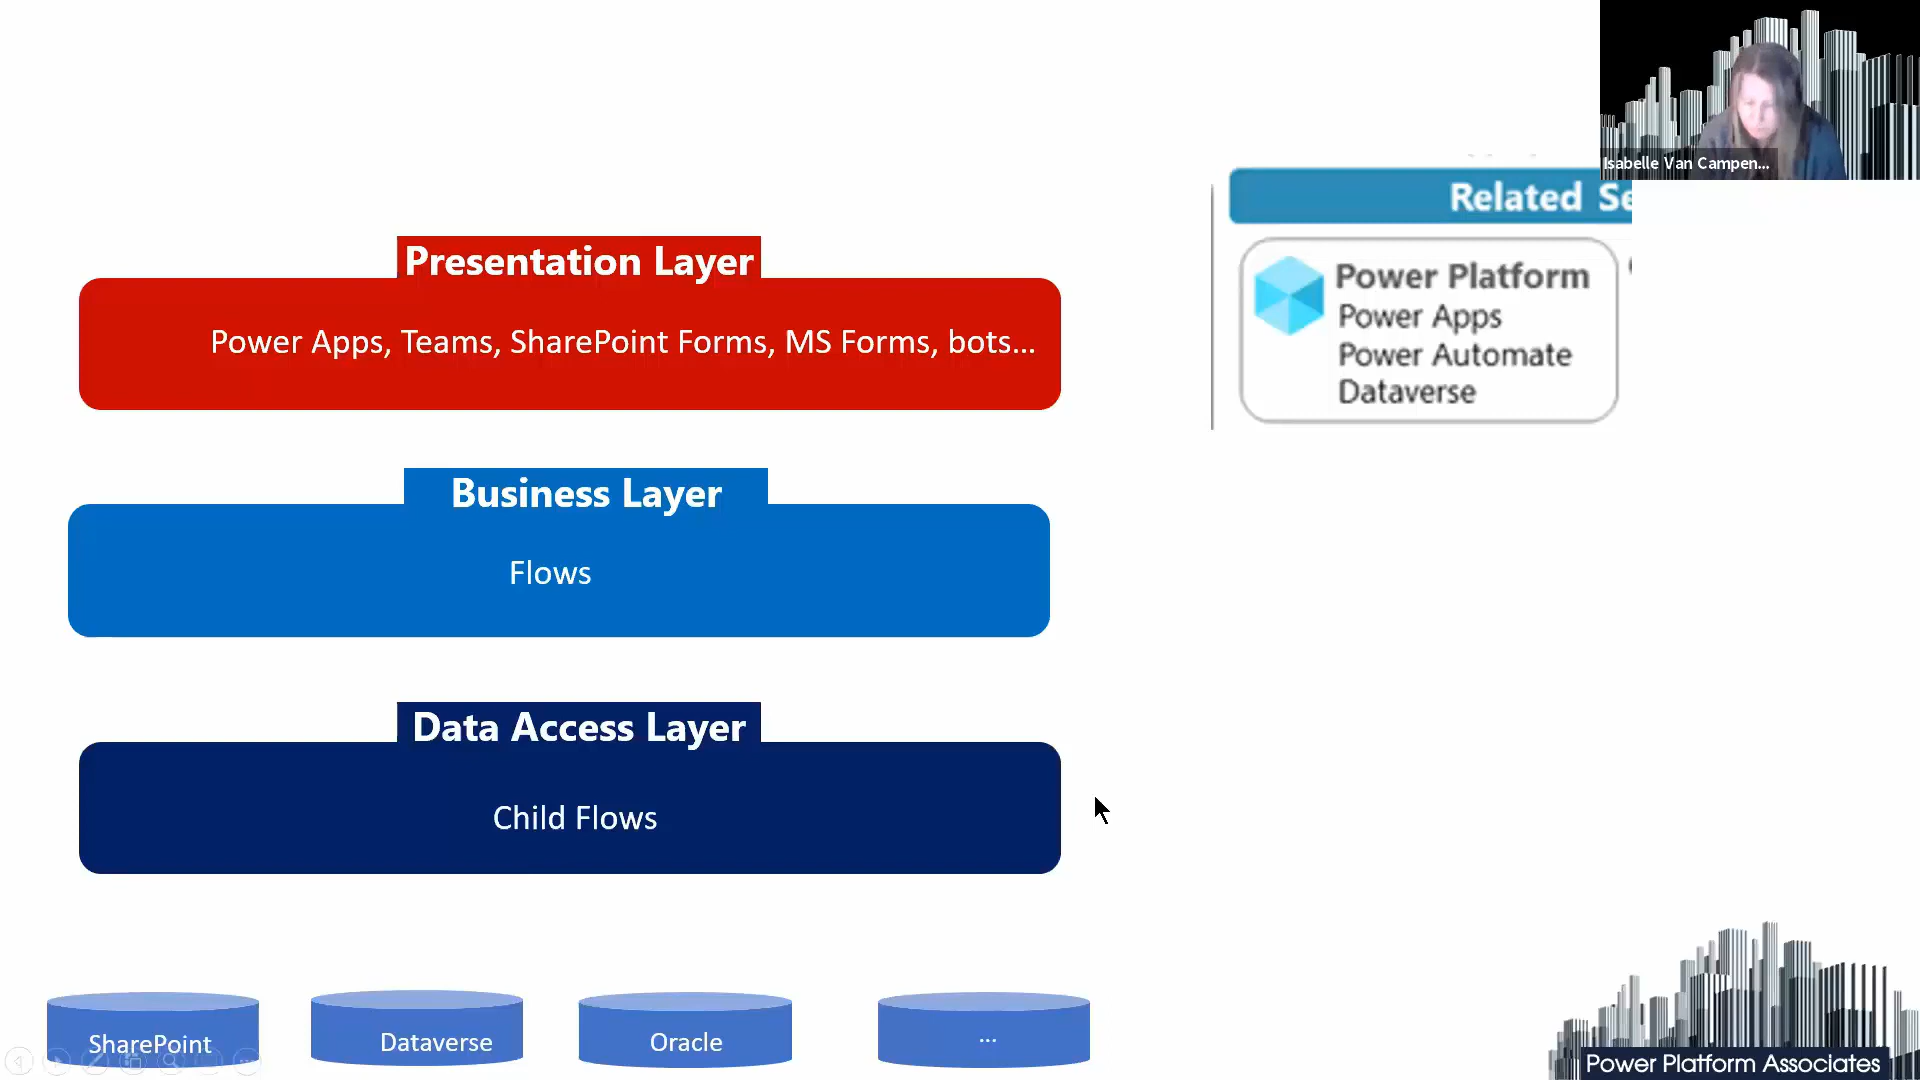 Isabelle Van Campen...
Related Se
Power Platform
Power Apps
Power Automate
Dataverse
Presentation Layer
Power Apps, Teams, SharePoint Forms, MS Forms, bots...
Business Layer
Flows
Data Access Layer
Child Flows
SharePoint
Dataverse
Oracle
...
Power Platform Associates